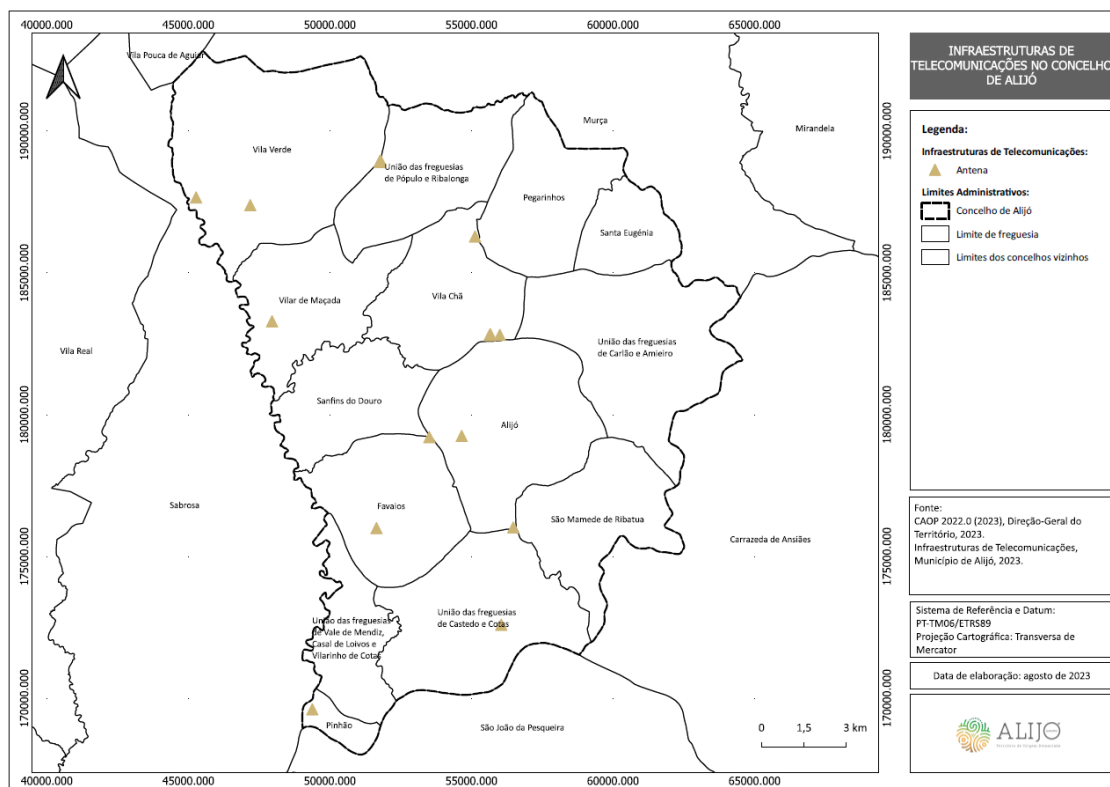 40000.000 45000.000 50000.000 55000.000 60000.000 65000.000
190000.000
185000.000
180000.000
175000.000
170000.000
Vila Pouca de Aguiar
Murça
Mirandela
Vila Verde
União das freguesias
de Pópulo e Ribalonga
Pegarinhos
Santa Eugénia
Vilar de Maçada
Vila Chã
União das freguesias
de Carlão e Amieiro
Vila Real
Sanfins do Douro
Alijó
Sabrosa
Favaios
São Mamede de Ribatua
Carrazeda de Ansiães
União das freguesias
de Vale de Mendiz,
Casal de Loivos e
Vilarinho de Cotas
União das freguesias
de Castedo e Cotas
Pinhão
São João da Pesqueira
0 1,5 3 km
190000.000
185000.000
180000.000
175000.000
170000.000
40000.000 45000.000 50000.000 55000.000 60000.000 65000.000
INFRAESTRUTURAS DE
TELECOMUNICAÇÕES NO CONCELHO
DE ALIJÓ
Legenda:
Infraestruturas de Telecomunicações:
Antena
Limites Administrativos:
Concelho de Alijó
Limite de freguesia
Limites dos concelhos vizinhos
Fonte:
CAOP 2022.0 (2023), Direção-Geral do
Território, 2023.
Infraestruturas de Telecomunicações,
Município de Alijó, 2023.
Sistema de Referência e Datum:
PT-TM06/ETRS89
Projeção Cartográfica: Transversa de
Mercator
Data de elaboração: agosto de 2023
ALIJÓ